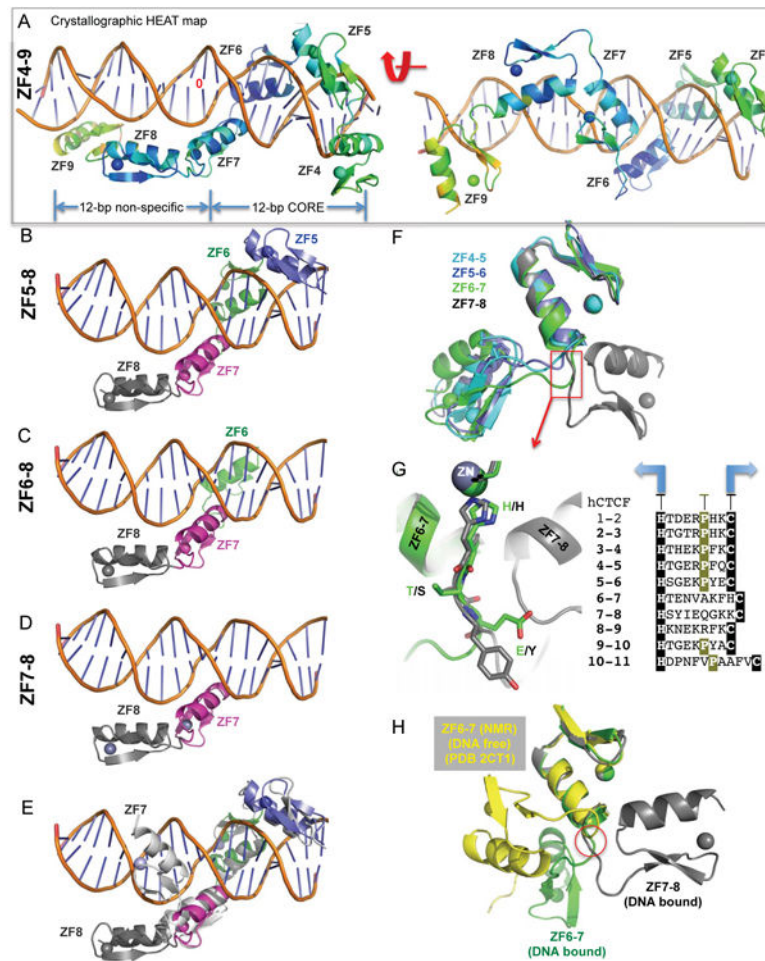 A
Crystallographic HEAT map
ZF4-9
ZF6
ZF5
0
ZF9
ZF8
ZF7
ZF4
12-bp non-specific
12-bp CORE
ZF8
ZF7
ZF5
ZF9
ZF6
B
ZF5-8
ZF6
ZF5
ZF8
ZF7
C
ZF6-8
ZF6
ZF8
ZF7
D
ZF7-8
ZF8
ZF7
E
ZF7
ZF8
F
ZF4-5
ZF5-6
ZF6-7
ZF7-8
G
ZN
H/H
ZF6-7
ZF7-8
T/S
E/Y
hCTCF
1-2 HTDERPHKC
2-3 HTGTRPHKC
3-4 HTHEKPFKC
4-5 HTGERPFQC
5-6 HSGEKPYEC
6-7 HTENVAKFHC
7-8 HSYIEQGKKC
8-9 HKNEKRFKC
9-10 HTGEKPYAC
10-11 HDPNFVPAAFVC
H
ZF6-7 (NMR)
(DNA free)
(PDB 2CT1)
ZF7-8
(DNA bound)
ZF6-7
(DNA bound)